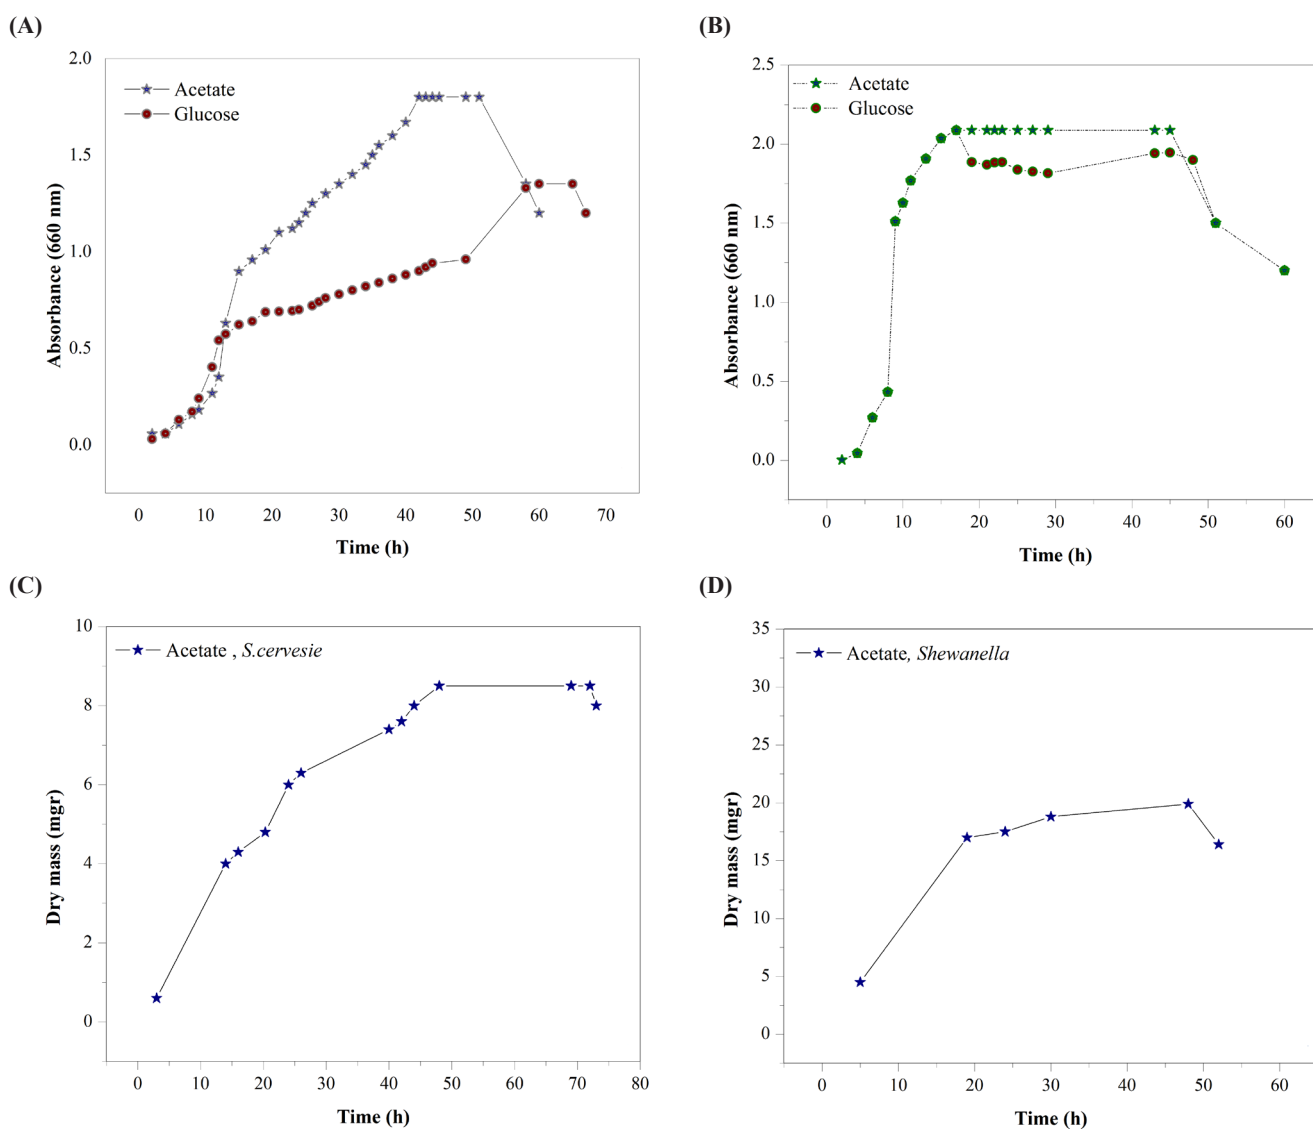 (A)
2.0
1.5
1.0
0.5
0.0
Absorbance (660 nm)
Acetate
Glucose
0 10 20 30 40 50 60 70
Time (h)
(B)
2.5
2.0
1.5
1.0
0.5
0.0
Absorbance (660 nm)
Acetate
Glucose
0 10 20 30 40 50 60
Time (h)
(C)
10
8
6
4
2
0
Dry mass (mgr)
Acetate , S.cervesie
0 10 20 30 40 50 60 70 80
Time (h)
(D)
35
30
25
20
15
10
5
0
Dry mass (mgr)
Acetate, Shewanella
0 10 20 30 40 50 60
Time (h)